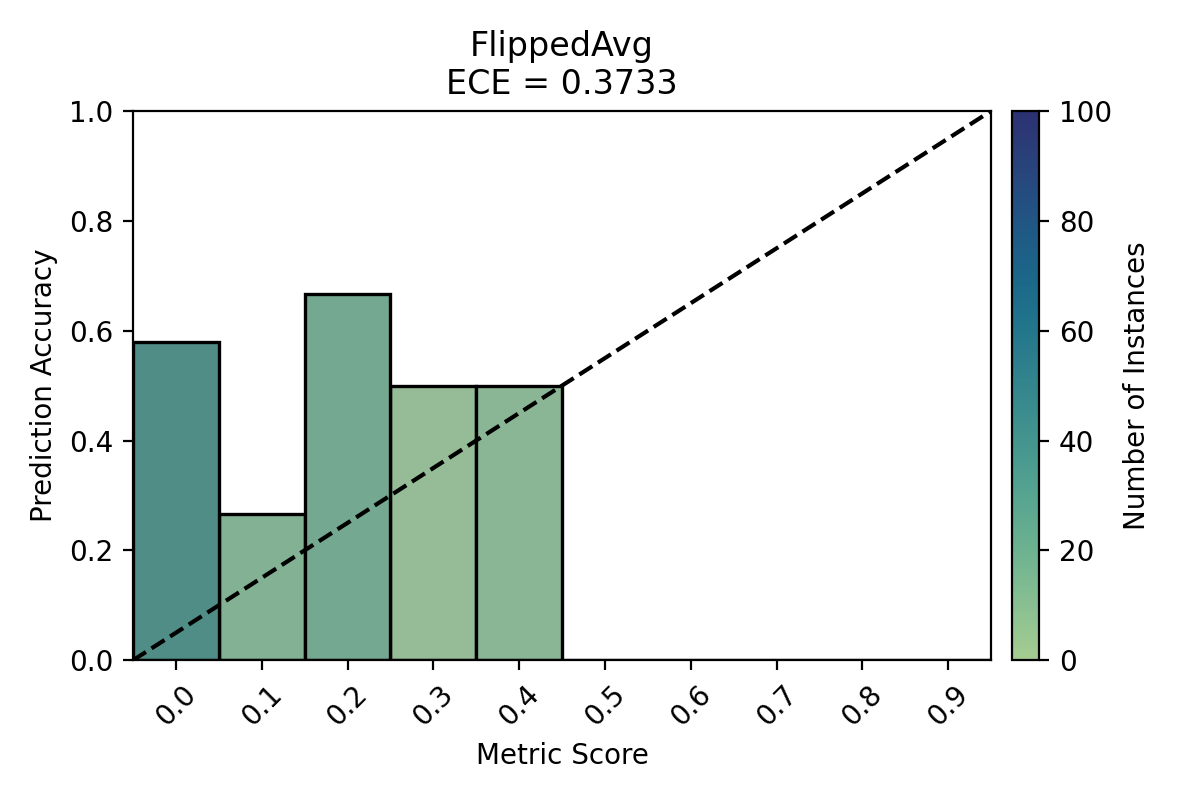 FlippedAvg
ECE = 0.3733
1.0
0.8
0.6
0.4
0.2
0.0
Prediction Accuracy
0.0 0.1 0.2 0.3 0.4 0.5 0.6 0.7 0.8 0.9
Metric Score
100
80
60
40
20
0
Number of Instances